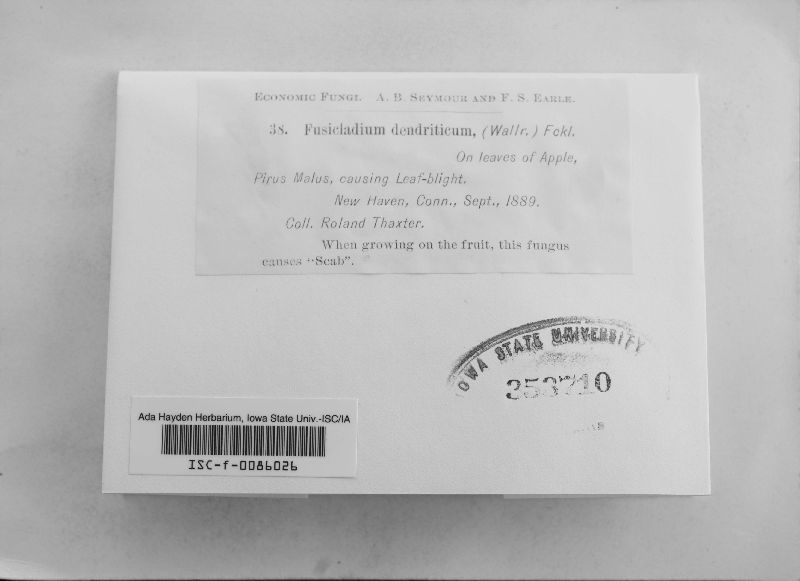 ECONOMIC FUNGI. A. B. SEYMOUR AND F. S. EARLE.
38. Fusicladium dendriticum, (Wallr.) Fckl.
On leaves of Apple,
Pirus Malus, causing Leaf-blight.
New Haven, Conn., Sept., 1889.
Coll. Roland Thaxter.
When growing on the fruit, this fungus
causes "Scab".
IOWA STATE UNIVERSITY
353710
Ada Hayden Herbarium, Iowa State Univ.-ISC/IA
ISC-f-0086026